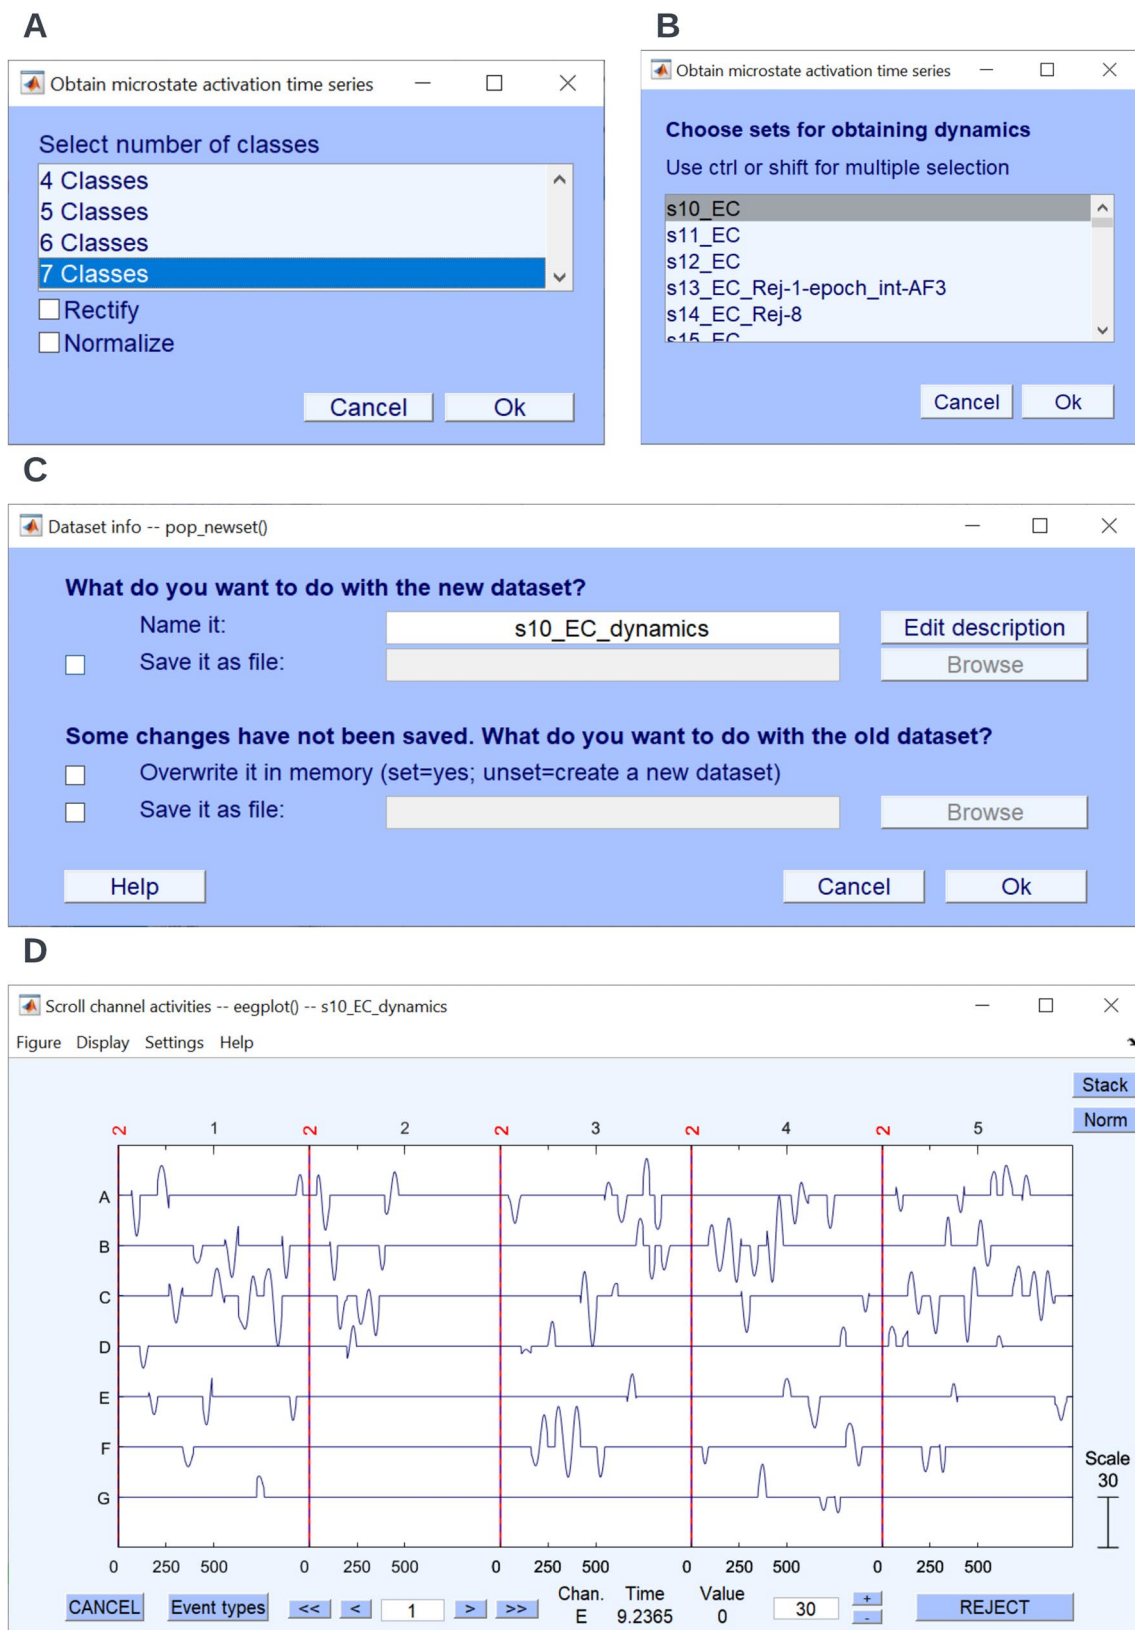 A
Obtain microstate activation time series
Select number of classes
4 Classes
5 Classes
6 Classes
7 Classes
Rectify
Normalize
Cancel Ok
B
Obtain microstate activation time series
Choose sets for obtaining dynamics
Use ctrl or shift for multiple selection
s10_EC
s11_EC
s12_EC
s13_EC_Rej-1-epoch_int-AF3
s14_EC_Rej-8
s15_EC
Cancel Ok
C
Dataset info -- pop_newset()
What do you want to do with the new dataset?
Name it: s10_EC_dynamics Edit description
Save it as file: Browse
Some changes have not been saved. What do you want to do with the old dataset?
Overwrite it in memory (set=yes; unset=create a new dataset)
Save it as file: Browse
Help Cancel Ok
D
Scroll channel activities -- eegplot() -- s10_EC_dynamics
Figure Display Settings Help
Stack
Norm
2 1 2 2 2 3 2 4 2 5
A
B
C
D
E
F
G
Scale
30
0 250 500 0 250 500 0 250 500 0 250 500 0 250 500
Chan. Time Value
CANCEL Event types << < 1 > >> E 9.2365 0 30 + - REJECT